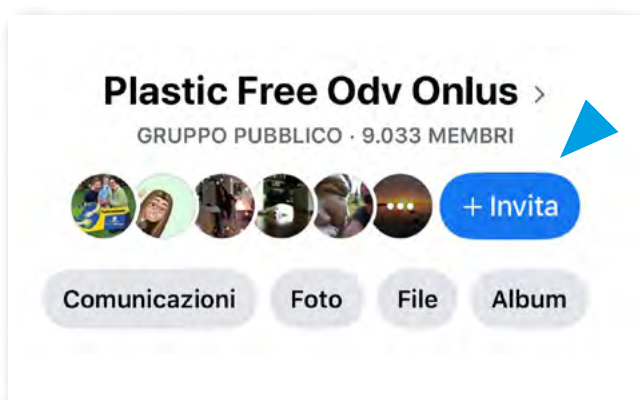 Plastic Free Odv Onlus >
GRUPPO PUBBLICO · 9.033 MEMBRI
+ Invita
Comunicazioni Foto File Album